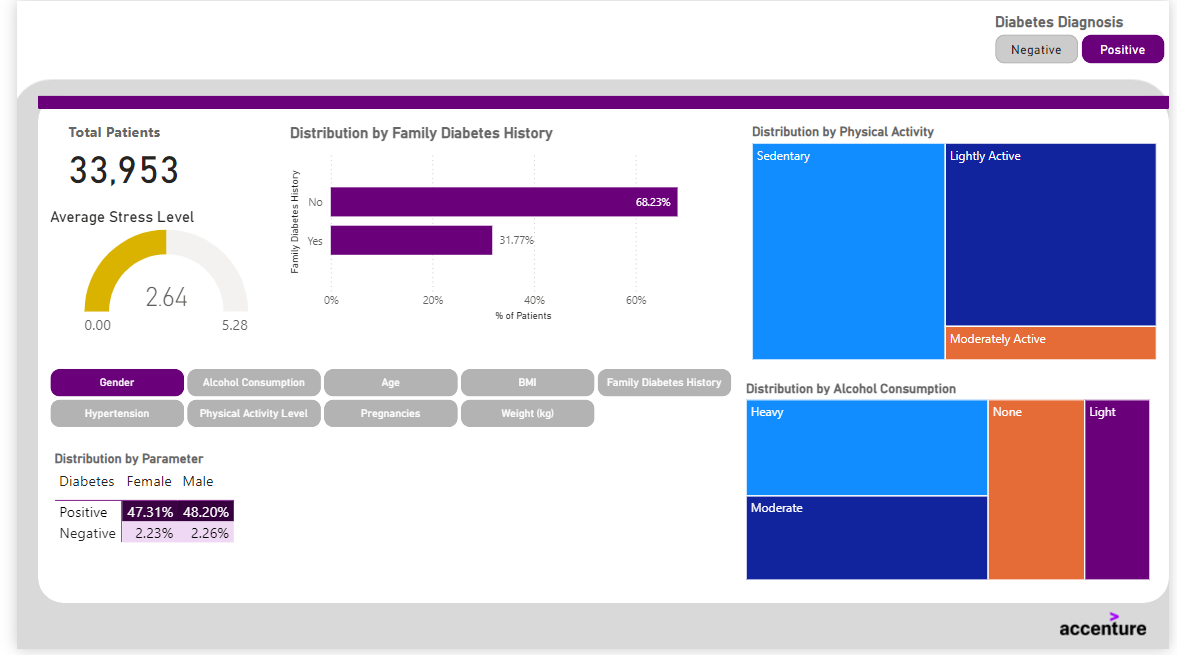 Diabetes Diagnosis
Negative
Positive
Total Patients
33,953
Average Stress Level
2.64
0.00
5.28
Distribution by Family Diabetes History
Family Diabetes History
No
68.23%
Yes
31.77%
0%
20%
40%
60%
% of Patients
Distribution by Physical Activity
Sedentary
Lightly Active
Moderately Active
Gender
Alcohol Consumption
Age
BMI
Family Diabetes History
Hypertension
Physical Activity Level
Pregnancies
Weight (kg)
Distribution by Parameter
Diabetes Female Male
Positive 47.31% 48.20%
Negative 2.23% 2.26%
Distribution by Alcohol Consumption
Heavy
None
Light
Moderate
accenture